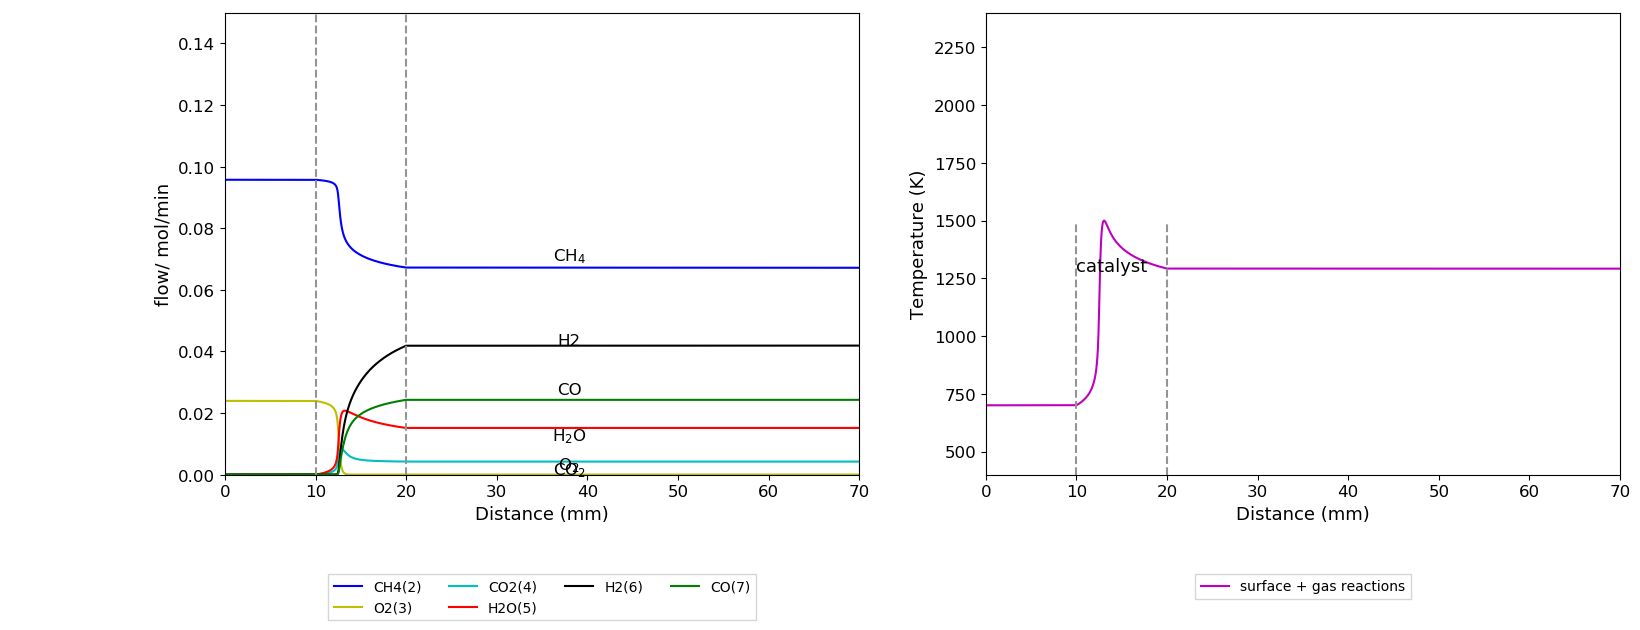 0.14
0.12
0.10
0.08
0.06
0.04
0.02
0.00
flow/ mol/min
CH₄
H2
CO
H₂O
O₂
CO₂
0 10 20 30 40 50 60 70
Distance (mm)
CH4(2) CO2(4) H2(6) CO(7)
O2(3) H2O(5)
2250
2000
1750
1500
1250
1000
750
500
Temperature (K)
catalyst
0 10 20 30 40 50 60 70
Distance (mm)
surface + gas reactions